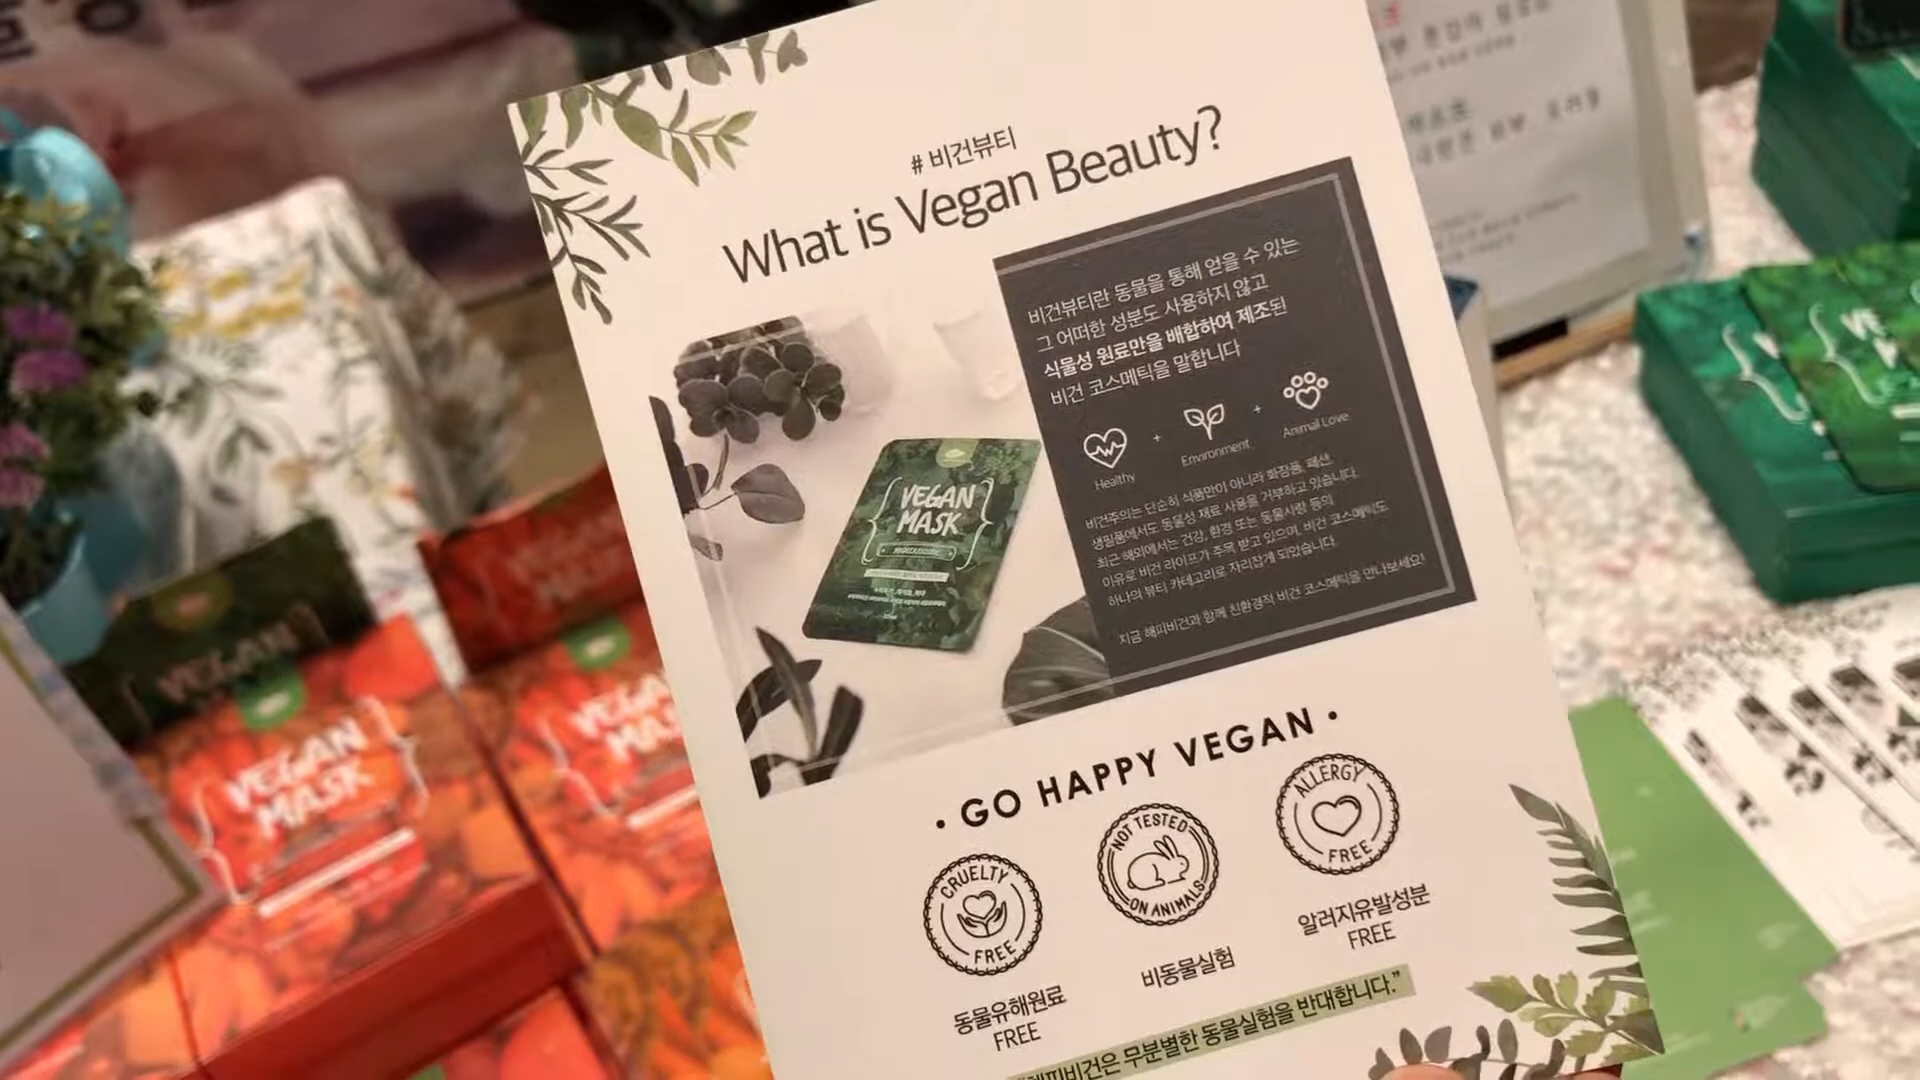 # 비건뷰티
What is Vegan Beauty?
비건뷰티란 동물을 통해 얻을 수 있는
그 어떠한 성분도 사용하지 않고
식물성 원료만을 배합하여 제조된
비건 코스메틱을 말합니다
Healthy + Environment + Animal Love
비건주의는 단순히 식품만이 아니라 화장품, 패션,
생필품에서도 동물성 재료 사용을 거부하고 있습니다.
최근 해외에서는 건강, 환경 또는 동물사랑 등의
이유로 비건 라이프가 주목 받고 있으며, 비건 코스메틱도
하나의 뷰티 카테고리로 자리잡게 되었습니다.
지금 해피비건과 함께 친환경적 비건 코스메틱을 만나보세요!
VEGAN
MASK
• GO HAPPY VEGAN •
CRUELTY
FREE
NOT TESTED
ON ANIMALS
ALLERGY
FREE
동물유해원료
FREE
비동물실험
알러지유발성분
FREE
해피비건은 무분별한 동물실험을 반대합니다."
VEGAN
VEGAN
MASK